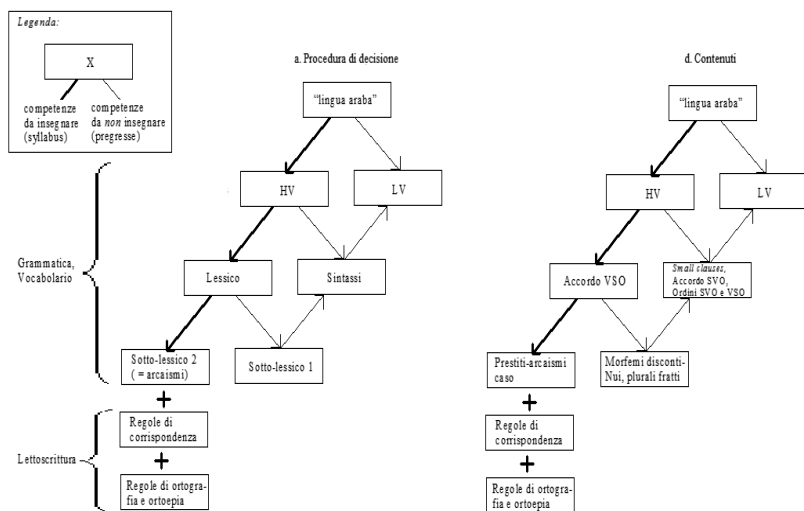 Legenda:
X
competenze
da insegnare
(syllabus)
competenze
da non insegnare
(pregresse)
a. Procedura di decisione
"lingua araba"
HV
LV
Grammatica,
Vocabolario
Lessico
Sintassi
Sotto-lessico 2
( = arcaismi)
Sotto-lessico 1
+
Regole di
corrispondenza
Lettoscrittura
+
Regole di ortogra-
fia e ortoepia
d. Contenuti
"lingua araba"
HV
LV
Accordo VSO
Small clauses,
Accordo SVO,
Ordini SVO e VSO
Prestiti-arcaismi
caso
Morfemi disconti-
Nui, plurali fratti
+
Regole di
corrispondenza
+
Regole di ortogra-
fia e ortoepia